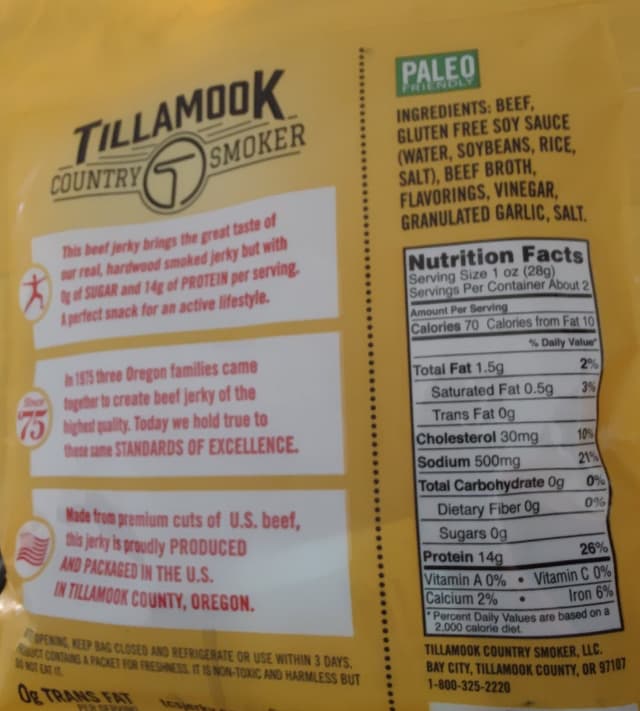 TILLAMOOK
COUNTRY SMOKER
This beef jerky brings the great taste of
our real, hardwood smoked jerky but with
0g of SUGAR and 14g of PROTEIN per serving.
A perfect snack for an active lifestyle.
Since
75
In 1975 three Oregon families came
together to create beef jerky of the
highest quality. Today we hold true to
these same STANDARDS OF EXCELLENCE.
Made from premium cuts of U.S. beef,
this jerky is proudly PRODUCED
AND PACKAGED IN THE U.S.
IN TILLAMOOK COUNTY, OREGON.
OPENING, KEEP BAG CLOSED AND REFRIGERATE OR USE WITHIN 3 DAYS.
PRODUCT CONTAINS A PACKET FOR FRESHNESS. IT IS NON-TOXIC AND HARMLESS BUT
DO NOT EAT IT.
0g TRANS FAT
PER SERVING
PALEO
FRIENDLY
INGREDIENTS: BEEF,
GLUTEN FREE SOY SAUCE
(WATER, SOYBEANS, RICE,
SALT), BEEF BROTH,
FLAVORINGS, VINEGAR,
GRANULATED GARLIC, SALT.
Nutrition Facts
Serving Size 1 oz (28g)
Servings Per Container About 2
Amount Per Serving
Calories 70 Calories from Fat 10
% Daily Value*
Total Fat 1.5g 2%
Saturated Fat 0.5g 3%
Trans Fat 0g
Cholesterol 30mg 10%
Sodium 500mg 21%
Total Carbohydrate 0g 0%
Dietary Fiber 0g 0%
Sugars 0g
Protein 14g 26%
Vitamin A 0% • Vitamin C 0%
Calcium 2% • Iron 6%
*Percent Daily Values are based on a
2,000 calorie diet.
TILLAMOOK COUNTRY SMOKER, LLC.
BAY CITY, TILLAMOOK COUNTY, OR 97107
1-800-325-2220